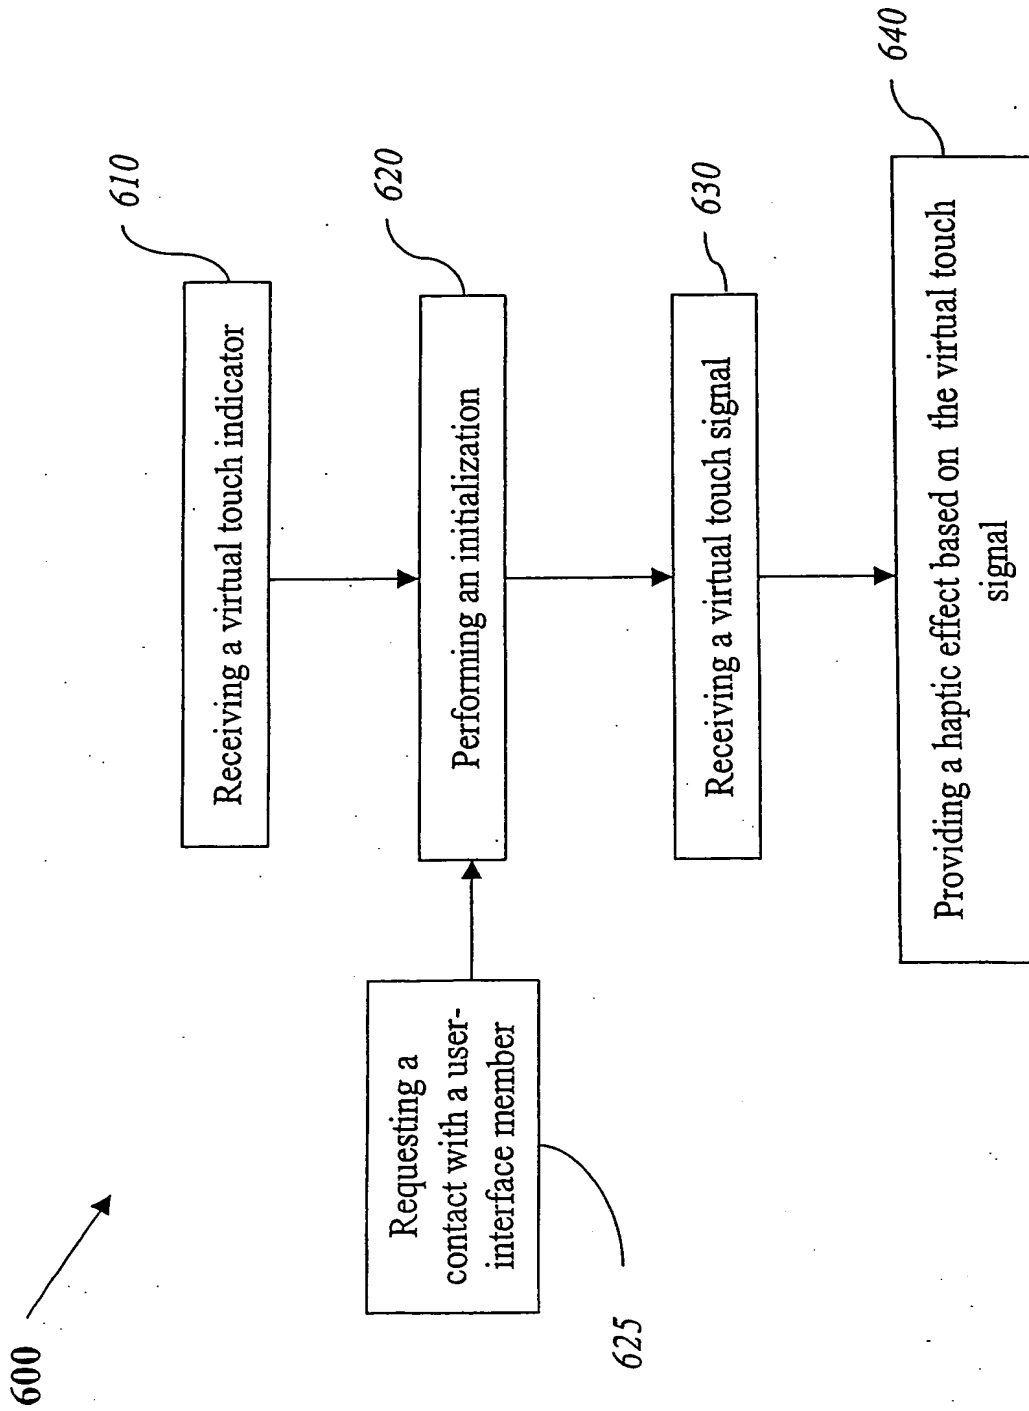 600
610
Receiving a virtual touch indicator
620
Performing an initialization
Requesting a
contact with a user-
interface member
625
630
Receiving a virtual touch signal
640
Providing a haptic effect based on the virtual touch
signal